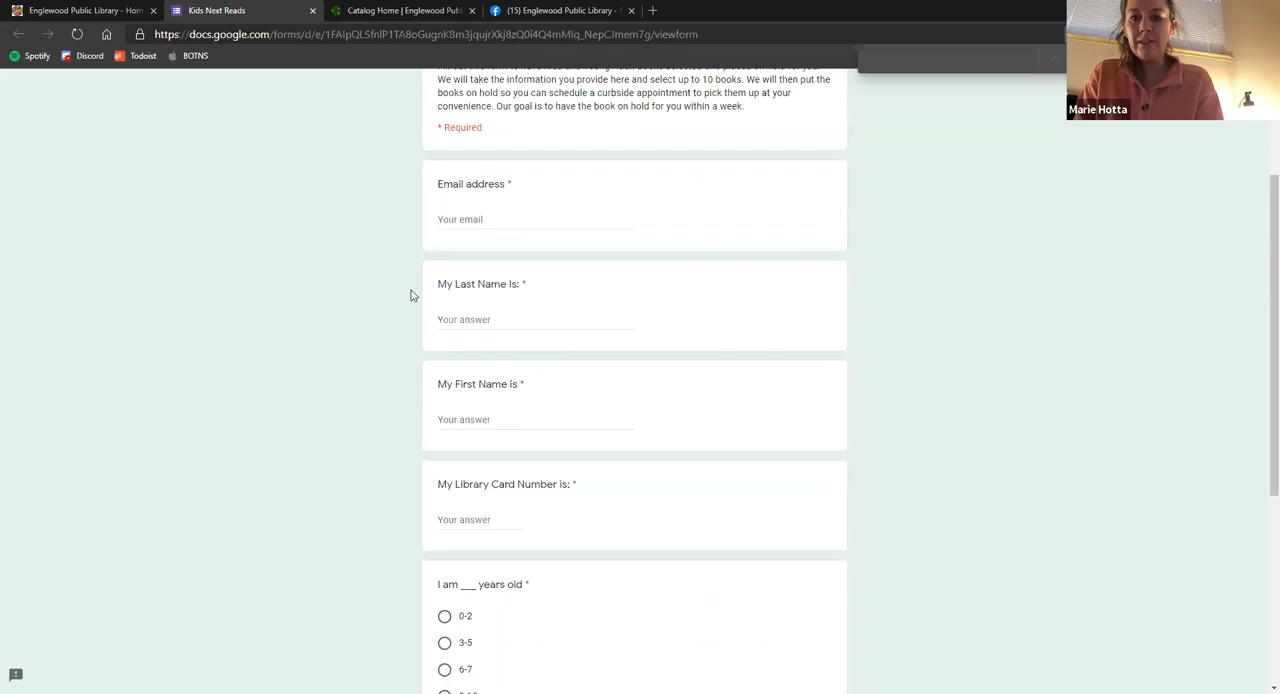 Englewood Public Library - Hom
Kids Next Reads
Catalog Home | Englewood Public L
(15) Englewood Public Library -
https://docs.google.com/forms/d/e/1FAIpQLSfnlP1TA8oGugnK8m3jqujrXkj8zQ0i4Q4mMIq_NepCJmem7g/viewform
Spotify
Discord
Todoist
BOTNS
We will take the information you provide here and select up to 10 books. We will then put the
books on hold so you can schedule a curbside appointment to pick them up at your
convenience. Our goal is to have the book on hold for you within a week.
* Required
Marie Hotta
Email address *
Your email
My Last Name Is: *
Your answer
My First Name is *
Your answer
My Library Card Number is: *
Your answer
I am ___ years old *
0-2
3-5
6-7